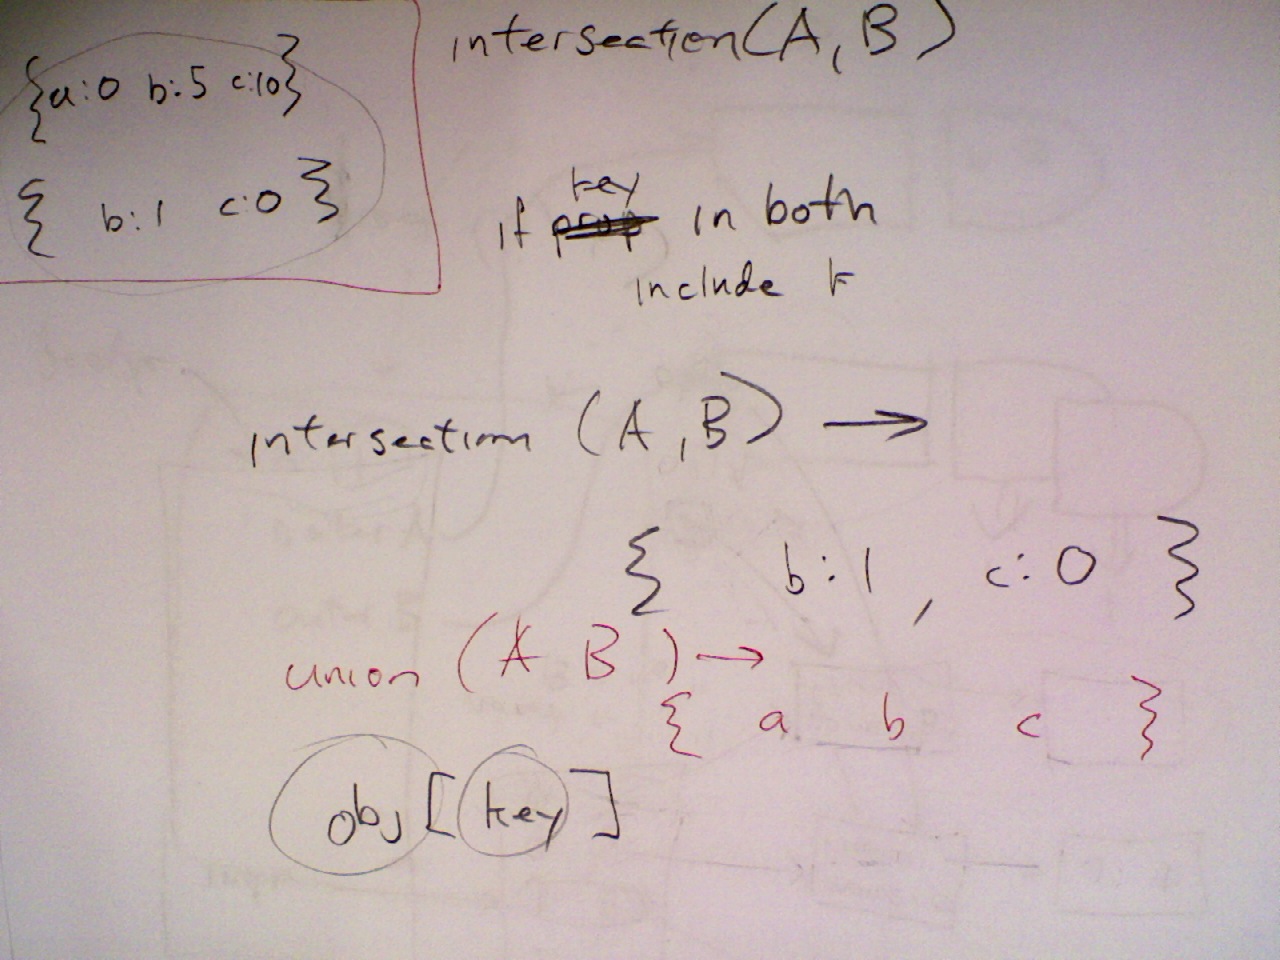 {a:0 b:5 c:10}
{ b:1 c:0 }
intersection(A,B)
key
if prop in both
include k
intersection (A,B) →
{ b:1, c:0 }
union (A B) →
{ a b c }
obj[key]